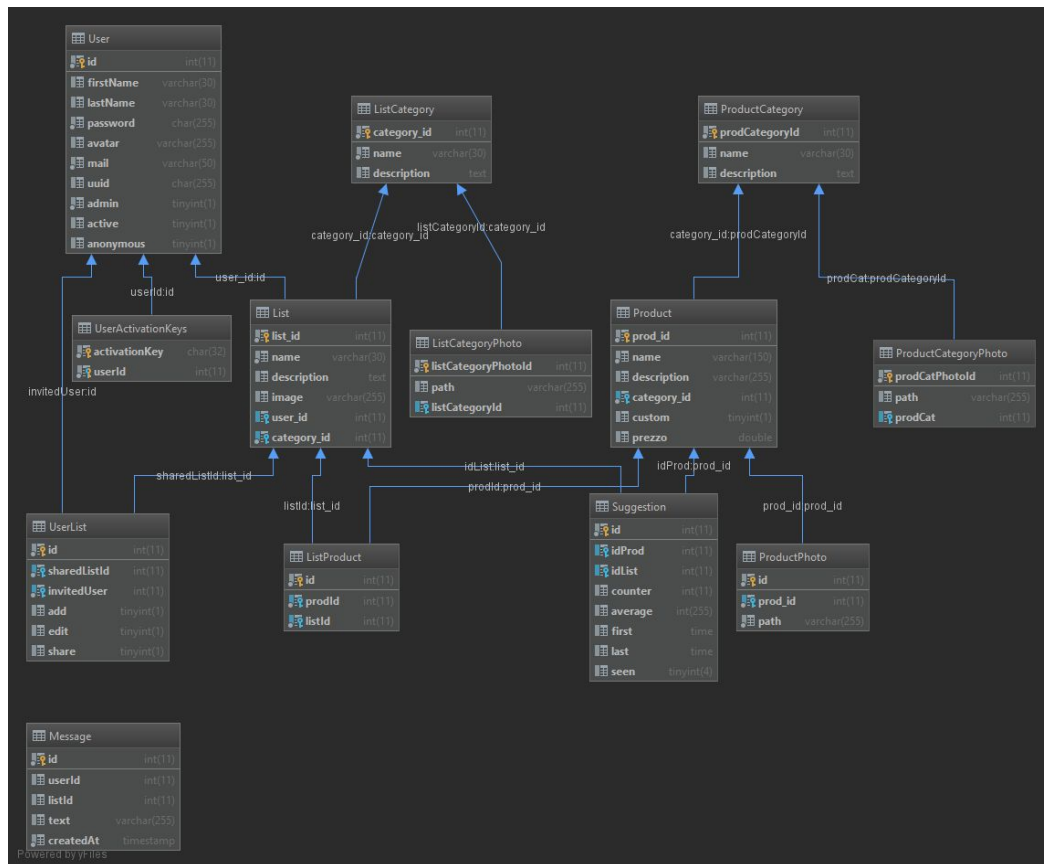 User
id int(11)
firstName varchar(30)
lastName varchar(30)
password char(255)
avatar varchar(255)
mail varchar(50)
uuid char(255)
admin tinyint(1)
active tinyint(1)
anonymous tinyint(1)
ListCategory
category_id int(11)
name varchar(30)
description text
ProductCategory
prodCategoryId int(11)
name varchar(30)
description text
category_id:category_id
listCategoryId:category_id
category_id:prodCategoryId
user_id:id
userId:id
prodCat:prodCategoryId
invitedUser:id
UserActivationKeys
activationKey char(32)
userId int(11)
List
list_id int(11)
name varchar(30)
description text
image varchar(255)
user_id int(11)
category_id int(11)
ListCategoryPhoto
listCategoryPhotoId int(11)
path varchar(255)
listCategoryId int(11)
Product
prod_id int(11)
name varchar(150)
description varchar(255)
category_id int(11)
custom tinyint(1)
prezzo double
ProductCategoryPhoto
prodCatPhotoId int(11)
path varchar(255)
prodCat int(11)
sharedListId:list_id
listId:list_id
idList:list_id
prodId:prod_id
idProd:prod_id
prod_id:prod_id
UserList
id int(11)
sharedListId int(11)
invitedUser int(11)
add tinyint(1)
edit tinyint(1)
share tinyint(1)
ListProduct
id int(11)
prodId int(11)
listId int(11)
Suggestion
id int(11)
idProd int(11)
idList int(11)
counter int(11)
average int(255)
first time
last time
seen tinyint(4)
ProductPhoto
id int(11)
prod_id int(11)
path varchar(255)
Message
id int(11)
userId int(11)
listId int(11)
text varchar(255)
createdAt timestamp
Powered by yFiles